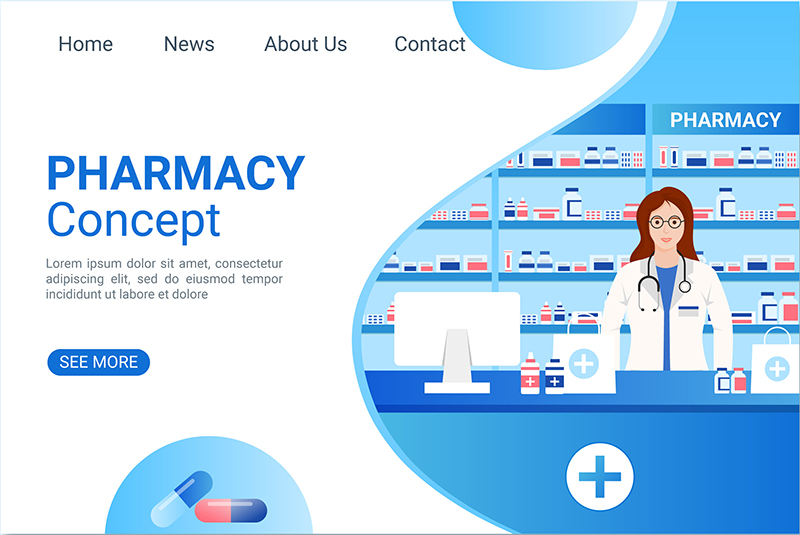 Home News About Us Contact
PHARMACY
PHARMACY
Concept
Lorem ipsum dolor sit amet, consectetur
adipiscing elit, sed do eiusmod tempor
incididunt ut labore et dolore
SEE MORE